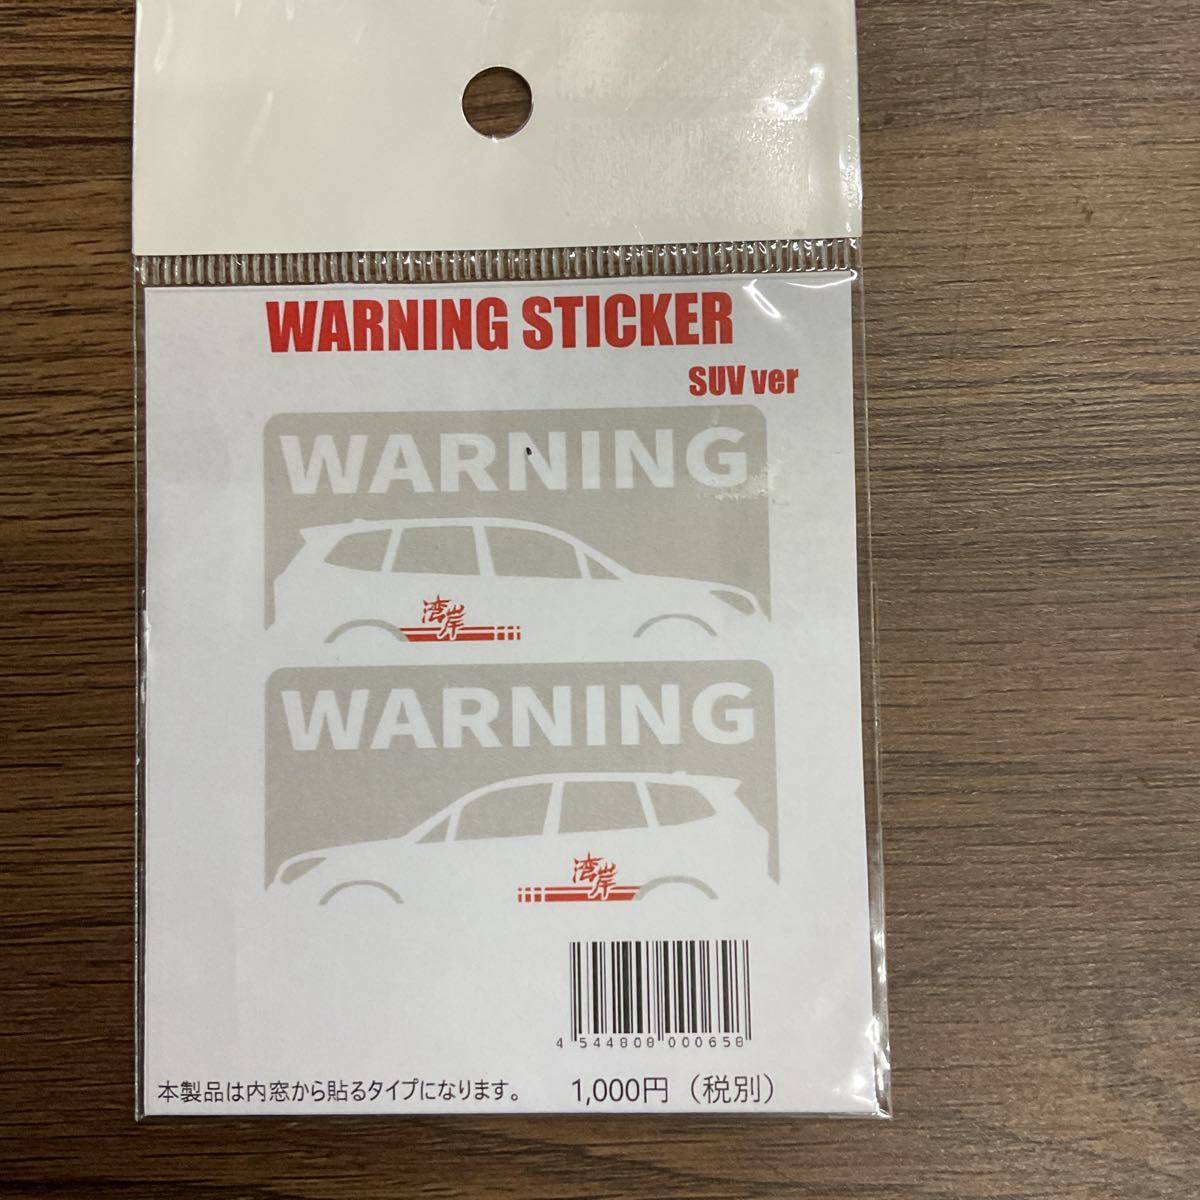 WARNING STICKER
SUV ver
WARNING
湾岸
WARNING
湾岸
4 544808 000658
本製品は内窓から貼るタイプになります。 1,000円（税別）